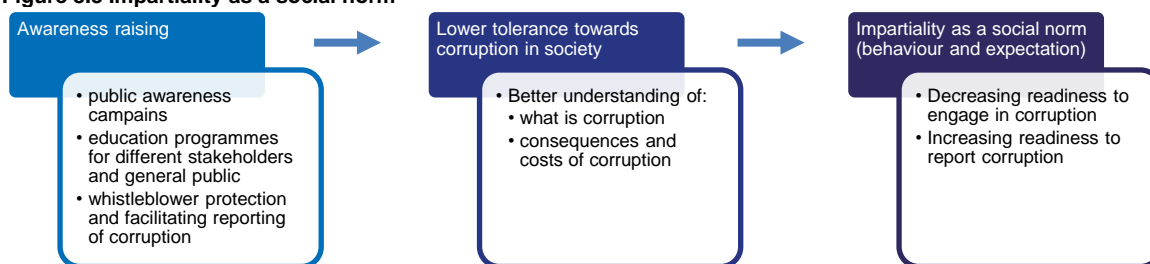 Awareness raising
• public awareness
campains
• education programmes
for different stakeholders
and general public
• whistleblower protection
and facilitating reporting
of corruption
Lower tolerance towards
corruption in society
• Better understanding of:
• what is corruption
• consequences and
costs of corruption
Impartiality as a social norm
(behaviour and expectation)
• Decreasing readiness to
engage in corruption
• Increasing readiness to
report corruption